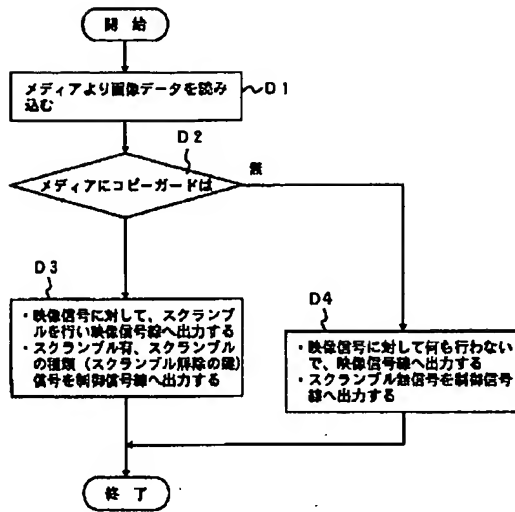 開 始
メディアより画像データを読み
込む
D1
D2
メディアにコピーガードは
無
D3
・映像信号に対して、スクランブ
ルを行い映像信号線へ出力する
・スクランブル有、スクランブル
の種類(スクランブル解除の鍵)
信号を制御信号線へ出力する
D4
・映像信号に対して何も行わない
で、映像信号線へ出力する
・スクランブル無信号を制御信号
線へ出力する
終 了